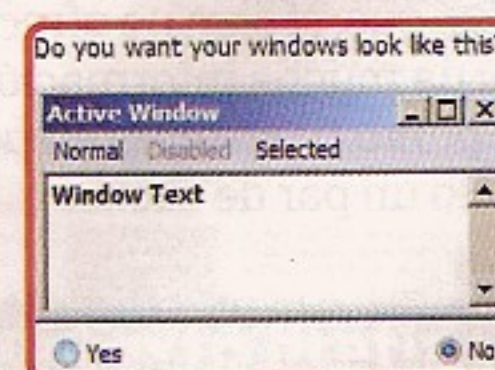 Do you want your windows look like this?
Active Window
Normal Disabled Selected
Window Text
Yes No